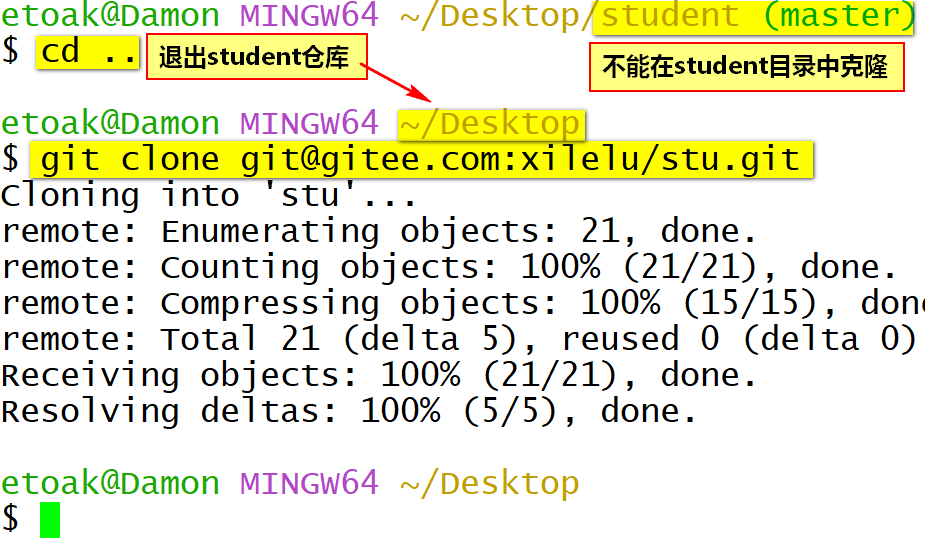 etoak@Damon MINGW64 ~/Desktop/student (master)
$ cd ..
退出student仓库
不能在student目录中克隆
etoak@Damon MINGW64 ~/Desktop
$ git clone git@gitee.com:xilelu/stu.git
Cloning into 'stu'...
remote: Enumerating objects: 21, done.
remote: Counting objects: 100% (21/21), done.
remote: Compressing objects: 100% (15/15), don
remote: Total 21 (delta 5), reused 0 (delta 0)
Receiving objects: 100% (21/21), done.
Resolving deltas: 100% (5/5), done.
etoak@Damon MINGW64 ~/Desktop
$